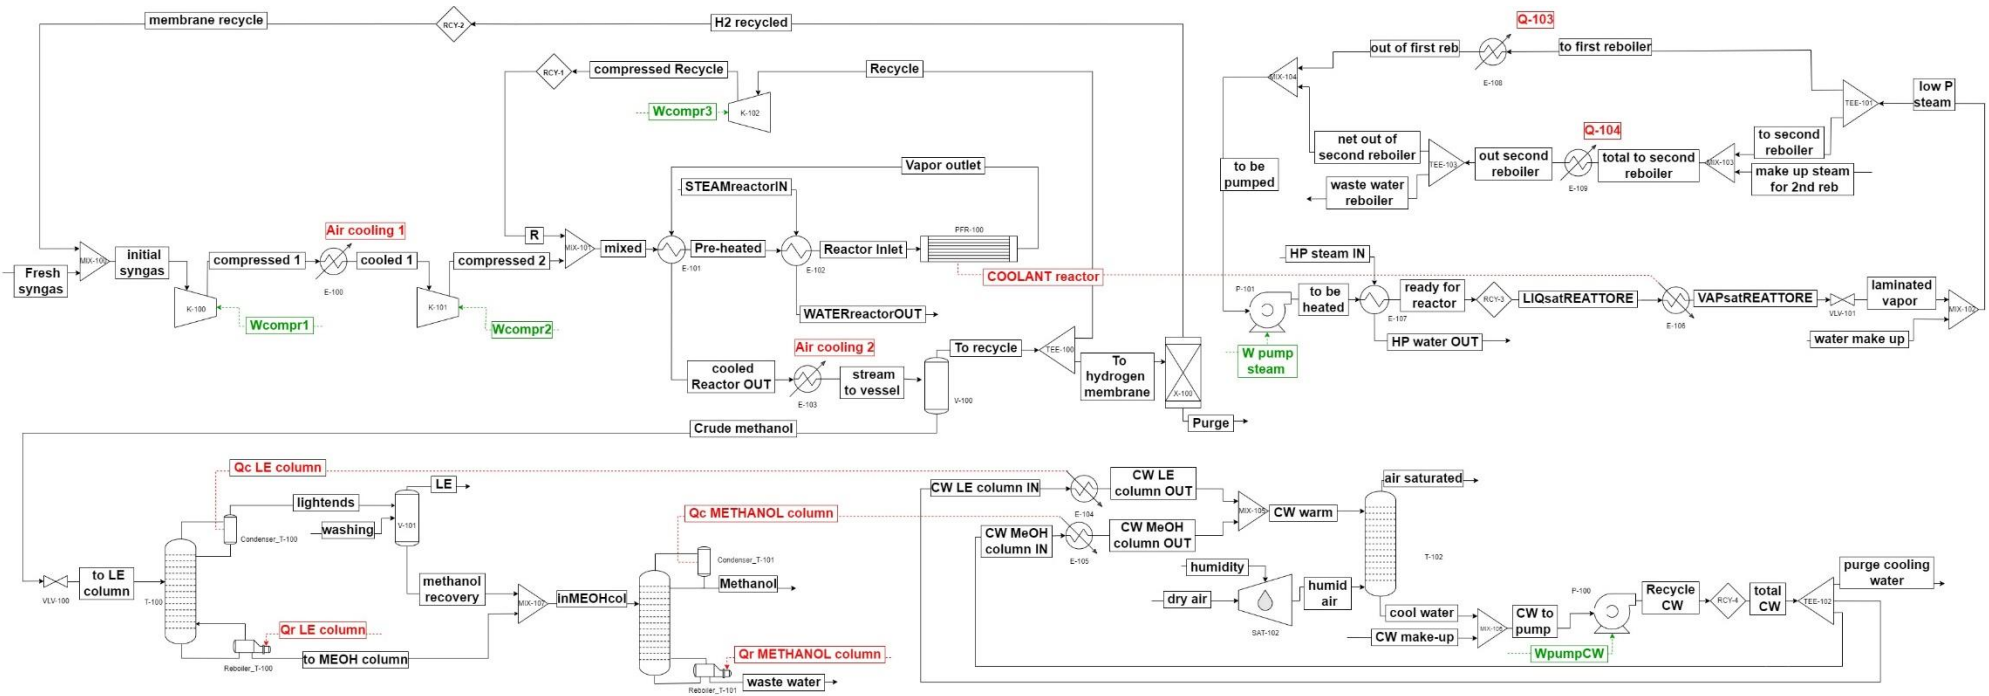 membrane recycle
RCY-2
H2 recycled
RCY-1
compressed Recycle
Recycle
Wcompr3
K-102
Vapor outlet
STEAMreactorIN
R
MIX-101
mixed
E-101
Pre-heated
E-102
Reactor Inlet
PFR-100
COOLANT reactor
WATERreactorOUT
Fresh
syngas
MIX-100
initial
syngas
K-100
Wcompr1
compressed 1
Air cooling 1
E-100
cooled 1
K-101
Wcompr2
compressed 2
cooled
Reactor OUT
Air cooling 2
E-103
stream
to vessel
V-100
To recycle
TEE-100
To
hydrogen
membrane
X-100
Purge
Crude methanol
Q-103
out of first reb
to first reboiler
E-108
MIX-104
TEE-101
low P
steam
Q-104
net out of
second reboiler
TEE-103
out second
reboiler
E-109
total to second
reboiler
MIX-103
to second
reboiler
make up steam
for 2nd reb
waste water
reboiler
to be
pumped
HP steam IN
P-101
to be
heated
E-107
ready for
reactor
RCY-3
LIQsatREATTORE
E-106
VAPsatREATTORE
VLV-101
laminated
vapor
MIX-102
water make up
HP water OUT
W pump
steam
Qc LE column
lightends
LE
washing
V-101
Condenser_T-100
VLV-100
to LE
column
T-100
Qr LE column
Reboiler_T-100
to MEOH column
methanol
recovery
MIX-107
inMEOHcol
Qc METHANOL column
Condenser_T-101
Methanol
Qr METHANOL column
Reboiler_T-101
waste water
CW LE column IN
E-104
CW LE
column OUT
CW MeOH
column IN
E-105
CW MeOH
column OUT
MIX-105
CW warm
air saturated
T-102
humidity
dry air
SAT-102
humid
air
cool water
CW make-up
MIX-106
CW to
pump
P-100
WpumpCW
Recycle
CW
RCY-4
total
CW
TEE-102
purge cooling
water